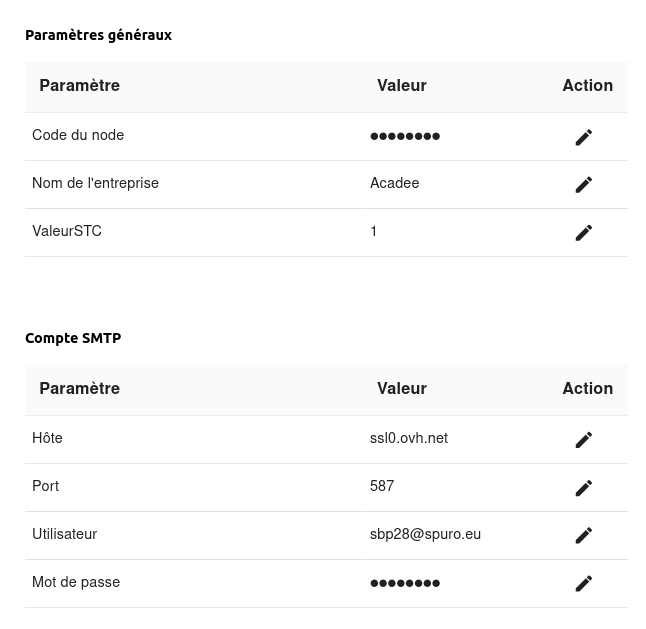 Paramètres généraux
Paramètre Valeur Action
Code du node ●●●●●●●●
Nom de l'entreprise Acadee
ValeurSTC 1
Compte SMTP
Paramètre Valeur Action
Hôte ssl0.ovh.net
Port 587
Utilisateur sbp28@spuro.eu
Mot de passe ●●●●●●●●